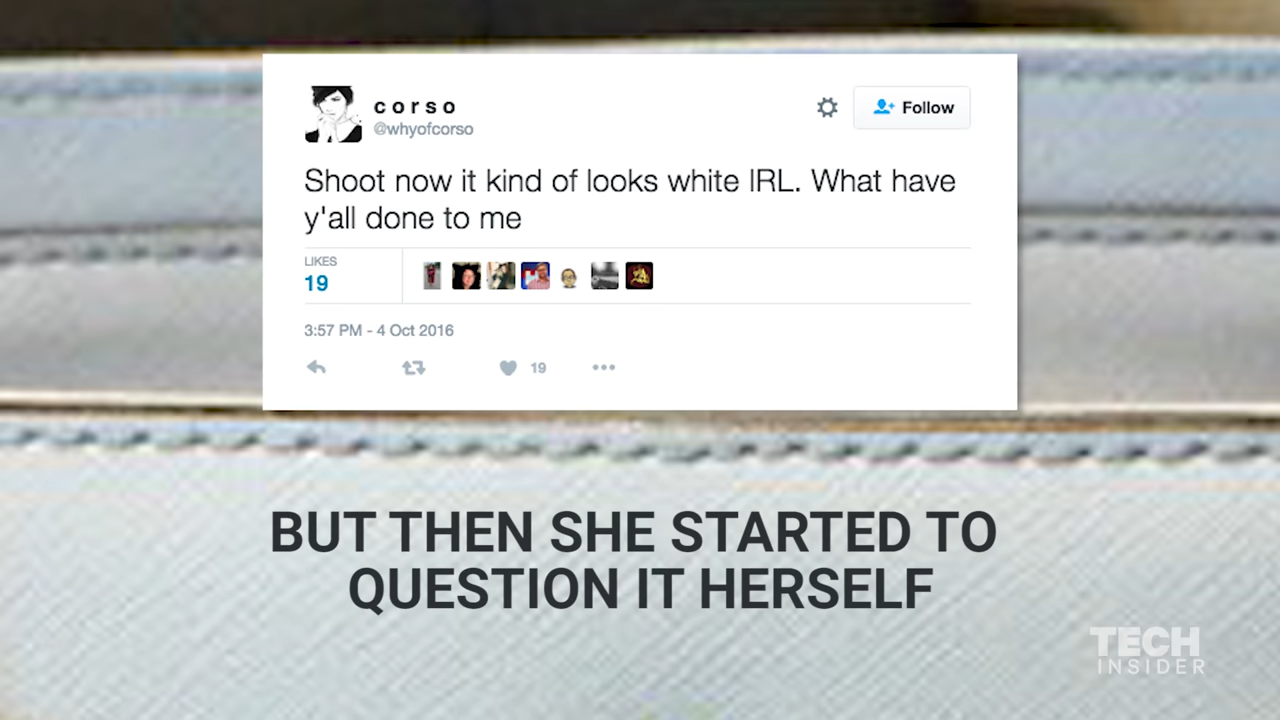 corso
@whyofcorso
Follow
Shoot now it kind of looks white IRL. What have
y'all done to me
LIKES
19
3:57 PM - 4 Oct 2016
19
BUT THEN SHE STARTED TO
QUESTION IT HERSELF
TECH
INSIDER